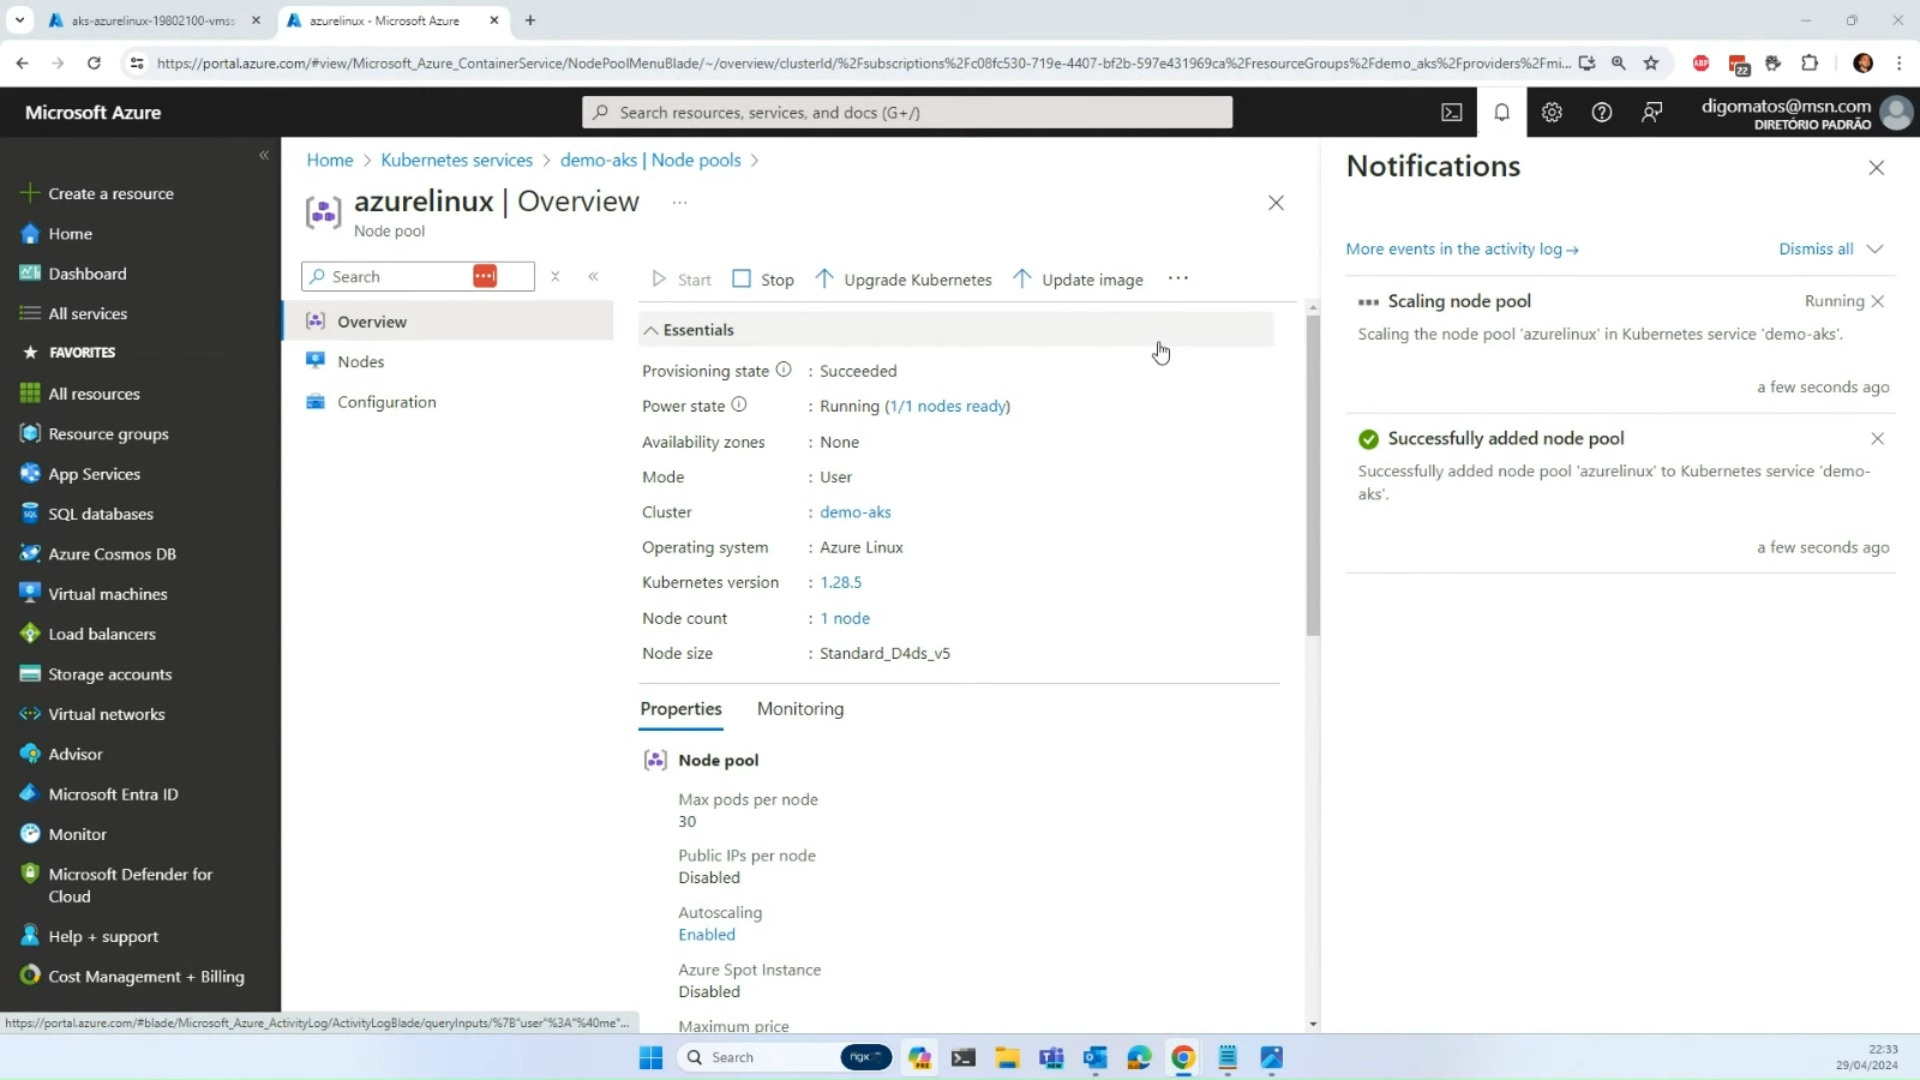 aks-azurelinux-19802100-vmss
azurelinux - Microsoft Azure
https://portal.azure.com/#view/Microsoft_Azure_ContainerService/NodePoolMenuBlade/~/overview/clusterId/%2Fsubscriptions%2Fc08fc530-719e-4407-bf2b-597e431969ca%2FresourceGroups%2Fdemo_aks%2Fproviders%2Fmi...
ABP
22
Microsoft Azure
Search resources, services, and docs (G+/)
digomatos@msn.com
DIRETÓRIO PADRÃO
Create a resource
Home
Dashboard
All services
FAVORITES
All resources
Resource groups
App Services
SQL databases
Azure Cosmos DB
Virtual machines
Load balancers
Storage accounts
Virtual networks
Advisor
Microsoft Entra ID
Monitor
Microsoft Defender for
Cloud
Help + support
Cost Management + Billing
https://portal.azure.com/#blade/Microsoft_Azure_ActivityLog/ActivityLogBlade/queryInputs/%7B"user"%3A"%40me"...
Home > Kubernetes services > demo-aks | Node pools >
azurelinux | Overview ...
Node pool
Search
Overview
Nodes
Configuration
Start
Stop
Upgrade Kubernetes
Update image
...
Essentials
Provisioning state : Succeeded
Power state : Running (1/1 nodes ready)
Availability zones : None
Mode : User
Cluster : demo-aks
Operating system : Azure Linux
Kubernetes version : 1.28.5
Node count : 1 node
Node size : Standard_D4ds_v5
Properties
Monitoring
Node pool
Max pods per node
30
Public IPs per node
Disabled
Autoscaling
Enabled
Azure Spot Instance
Disabled
Maximum price
Notifications
More events in the activity log →
Dismiss all
Scaling node pool
Running
Scaling the node pool 'azurelinux' in Kubernetes service 'demo-aks'.
a few seconds ago
Successfully added node pool
Successfully added node pool 'azurelinux' to Kubernetes service 'demo-
aks'.
a few seconds ago
Search
22:33
29/04/2024